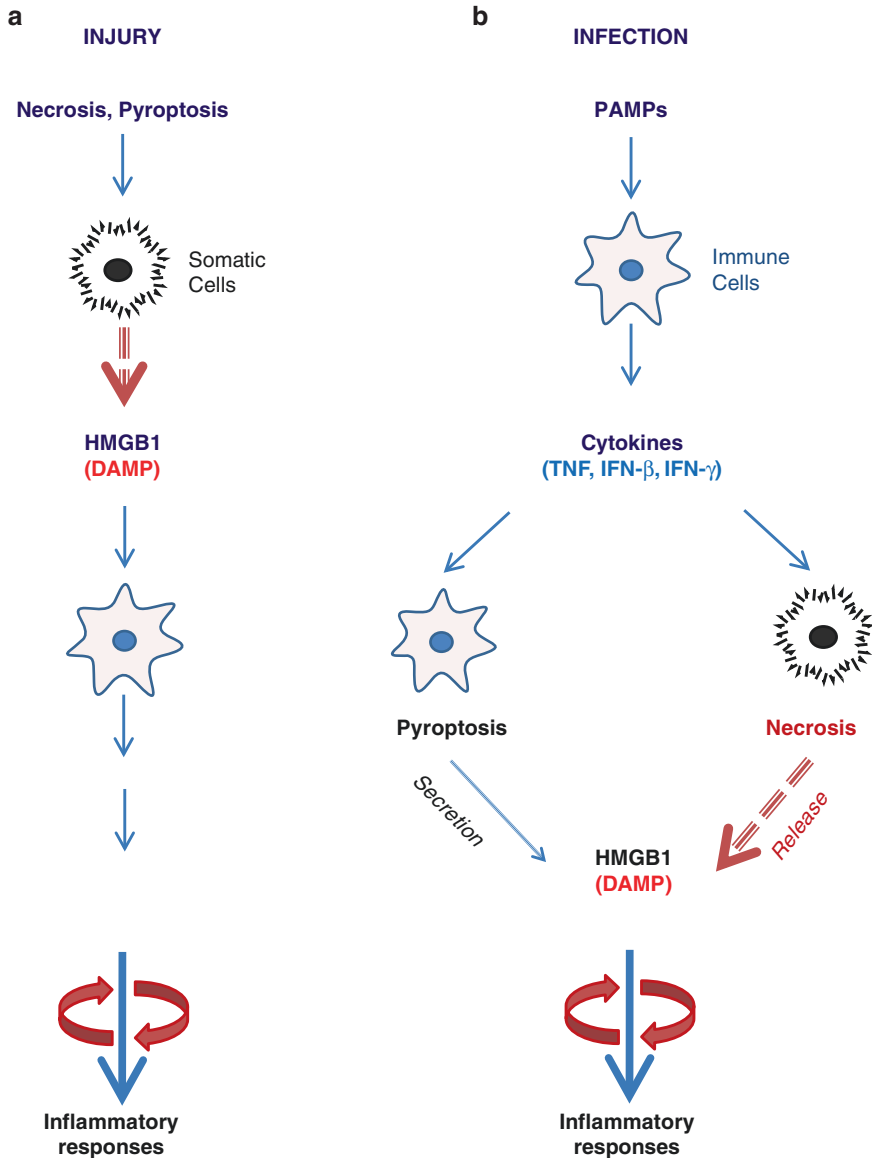 a
INJURY
Necrosis, Pyroptosis
Somatic
Cells
HMGB1
(DAMP)
Inflammatory
responses
b
INFECTION
PAMPs
Immune
Cells
Cytokines
(TNF, IFN-β, IFN-γ)
Pyroptosis
Necrosis
Secretion
Release
HMGB1
(DAMP)
Inflammatory
responses